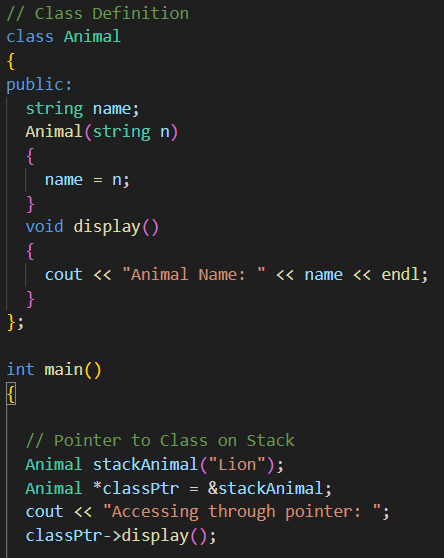 // Class Definition
class Animal
{
public:
  string name;
  Animal(string n)
  {
    name = n;
  }
  void display()
  {
    cout << "Animal Name: " << name << endl;
  }
};

int main()
{

  // Pointer to Class on Stack
  Animal stackAnimal("Lion");
  Animal *classPtr = &stackAnimal;
  cout << "Accessing through pointer: ";
  classPtr->display();